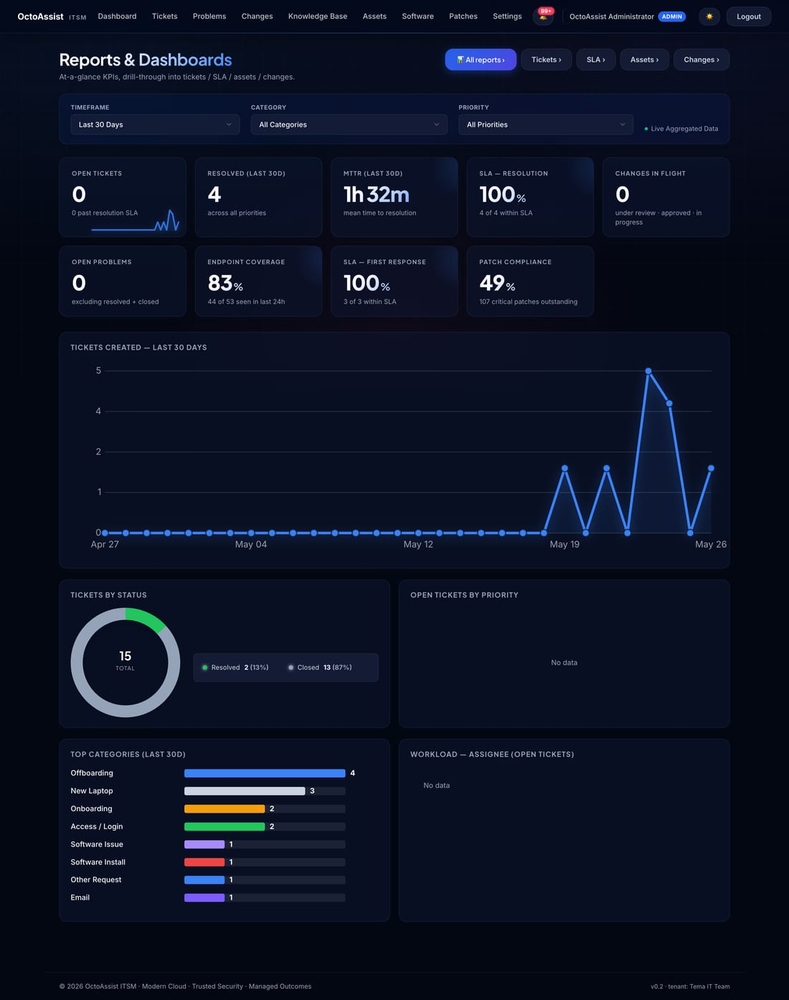 OctoAssist ITSM Dashboard Tickets Problems Changes Knowledge Base Assets Software Patches Settings 99+ OctoAssist Administrator ADMIN Logout
Reports & Dashboards
At-a-glance KPIs, drill-through into tickets / SLA / assets / changes.
All reports › Tickets › SLA › Assets › Changes ›
TIMEFRAME CATEGORY PRIORITY
Last 30 Days All Categories All Priorities Live Aggregated Data
OPEN TICKETS
0
0 past resolution SLA
RESOLVED (LAST 30D)
4
across all priorities
MTTR (LAST 30D)
1h 32m
mean time to resolution
SLA — RESOLUTION
100%
4 of 4 within SLA
CHANGES IN FLIGHT
0
under review · approved · in
progress
OPEN PROBLEMS
0
excluding resolved + closed
ENDPOINT COVERAGE
83%
44 of 53 seen in last 24h
SLA — FIRST RESPONSE
100%
3 of 3 within SLA
PATCH COMPLIANCE
49%
107 critical patches outstanding
TICKETS CREATED — LAST 30 DAYS
5
4
2
1
0
Apr 27 May 04 May 12 May 19 May 26
TICKETS BY STATUS
15
TOTAL
Resolved 2 (13%) Closed 13 (87%)
OPEN TICKETS BY PRIORITY
No data
TOP CATEGORIES (LAST 30D)
Offboarding 4
New Laptop 3
Onboarding 2
Access / Login 2
Software Issue 1
Software Install 1
Other Request 1
Email 1
WORKLOAD — ASSIGNEE (OPEN TICKETS)
No data
© 2026 OctoAssist ITSM · Modern Cloud · Trusted Security · Managed Outcomes
v0.2 · tenant: Tema IT Team